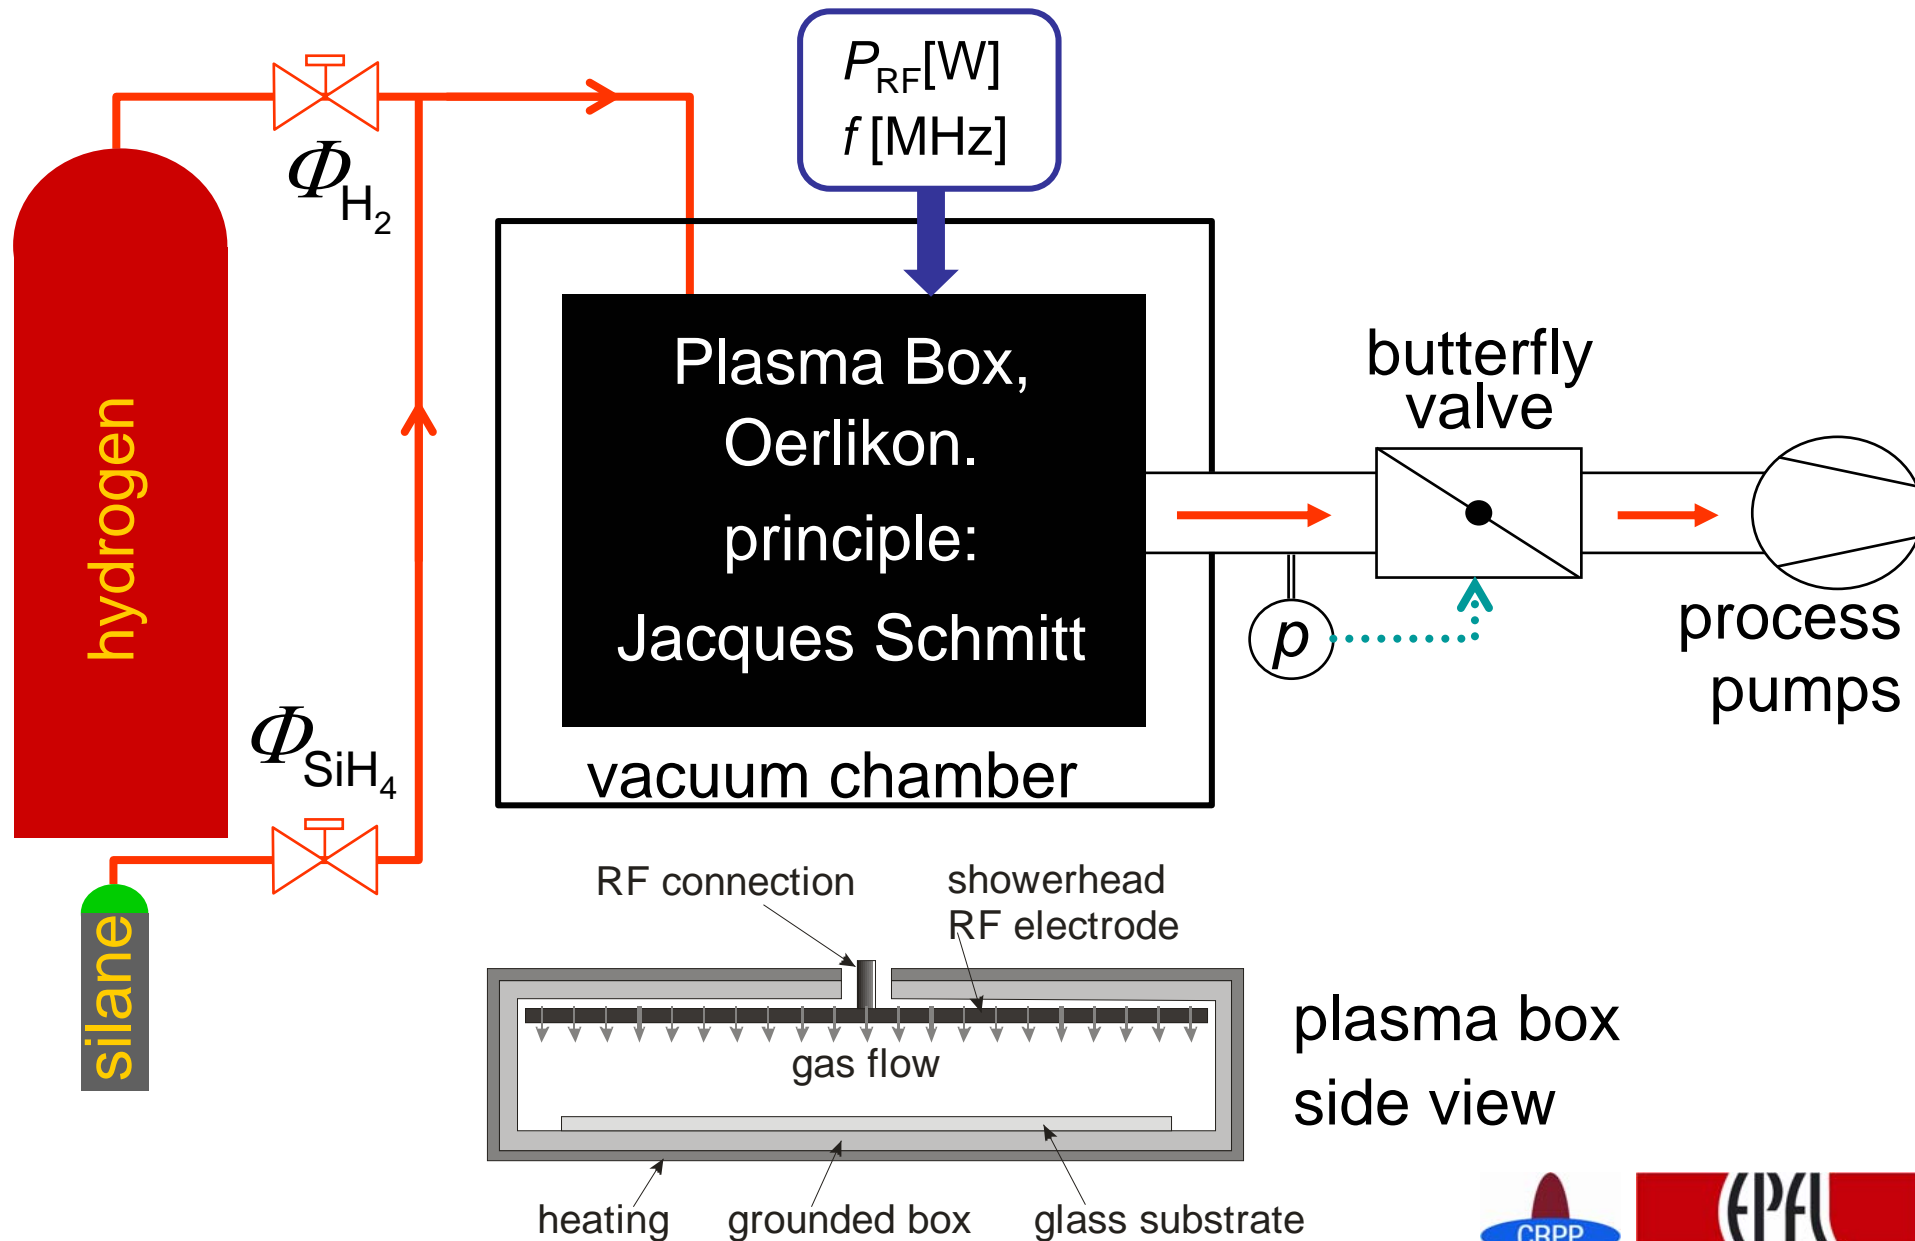 P_RF[W]
f [MHz]
Φ_H₂
hydrogen
Plasma Box,
Oerlikon.
principle:
Jacques Schmitt
butterfly
valve
p
process
pumps
Φ_SiH₄
vacuum chamber
silane
RF connection
showerhead
RF electrode
gas flow
plasma box
side view
heating
grounded box
glass substrate
CRPP
EPFL